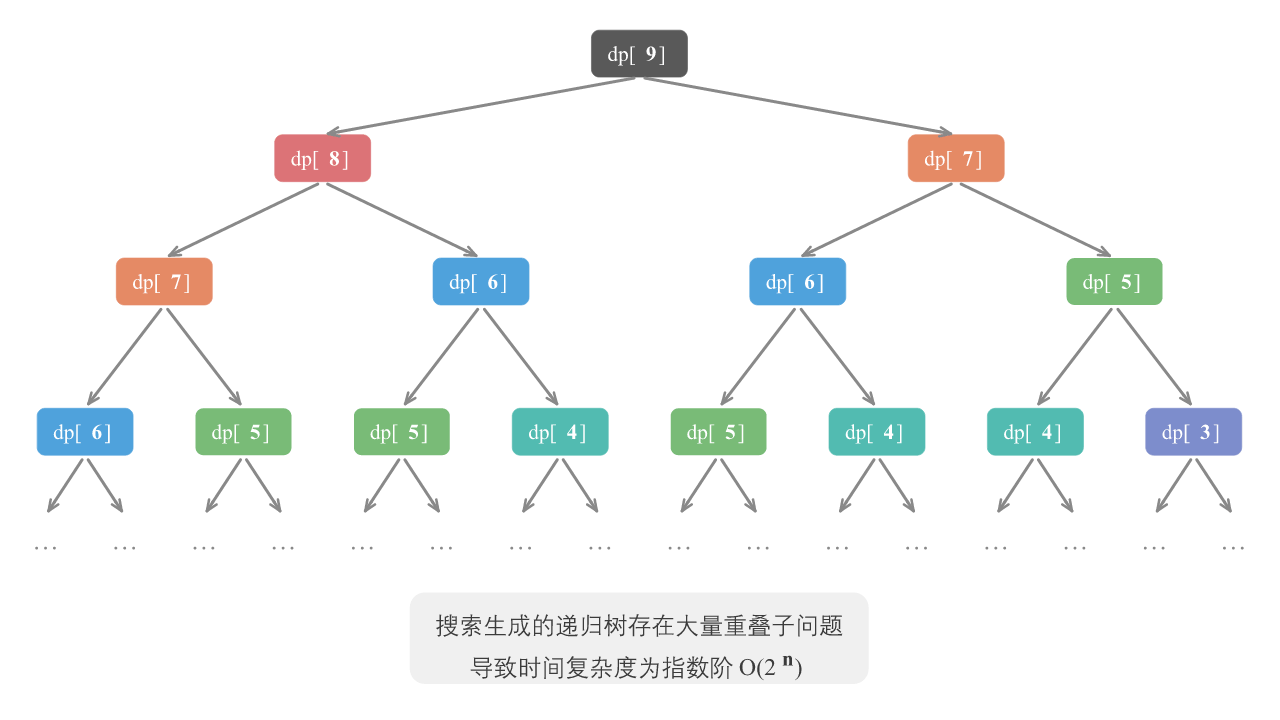 dp[ 9 ]
dp[ 8 ] dp[ 7 ]
dp[ 7 ] dp[ 6 ] dp[ 6 ] dp[ 5 ]
dp[ 6 ] dp[ 5 ] dp[ 5 ] dp[ 4 ] dp[ 5 ] dp[ 4 ] dp[ 4 ] dp[ 3 ]
... ... ... ... ... ... ... ... ... ... ... ... ... ... ... ...
搜索生成的递归树存在大量重叠子问题
导致时间复杂度为指数阶 O(2ⁿ)